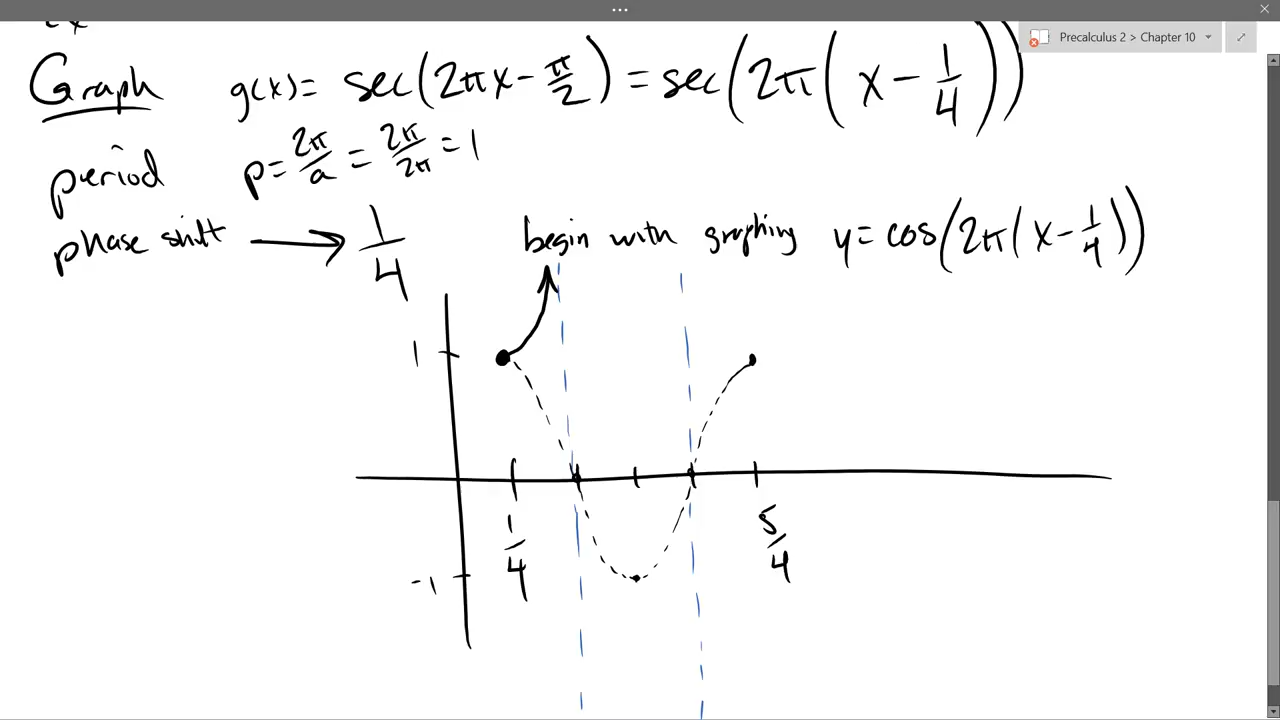 ex
Precalculus 2 > Chapter 10
Graph g(x)= sec(2πx-π/2) = sec(2π(x-1/4))
period p=2π/a = 2π/2π = 1
phase shift → 1/4
begin with graphing y=cos(2π(x-1/4))
1
1/4
5/4
-1